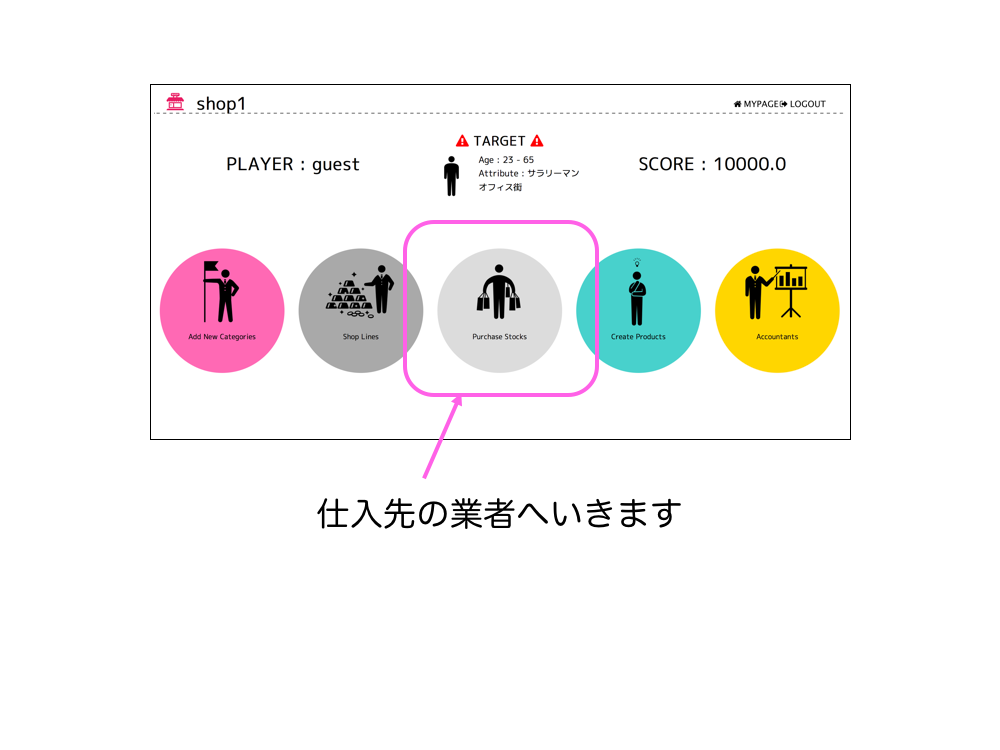 shop1
MYPAGE LOGOUT
TARGET
PLAYER : guest
Age : 23 - 65
Attribute : サラリーマン
オフィス街
SCORE : 10000.0
Add New Categories
Shop Lines
Purchase Stocks
Create Products
Accountants
仕入先の業者へいきます